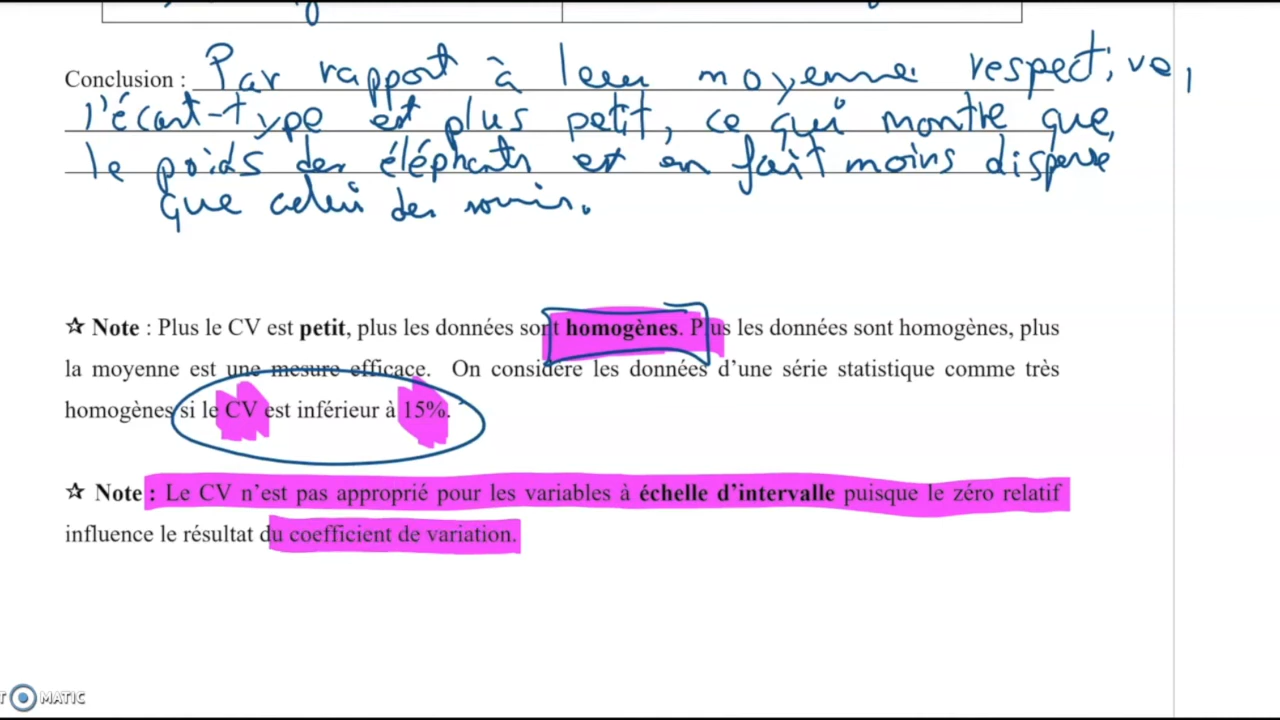 Conclusion : Par rapport à leur moyenne respective,
l'écart-type est plus petit, ce qui montre que
le poids des éléphants est en fait moins dispersé
que celui des souris.
☆ Note : Plus le CV est petit, plus les données sont homogènes. Plus les données sont homogènes, plus
la moyenne est une mesure efficace. On considère les données d’une série statistique comme très
homogènes si le CV est inférieur à 15%.
☆ Note : Le CV n’est pas approprié pour les variables à échelle d’intervalle puisque le zéro relatif
influence le résultat du coefficient de variation.
MATIC